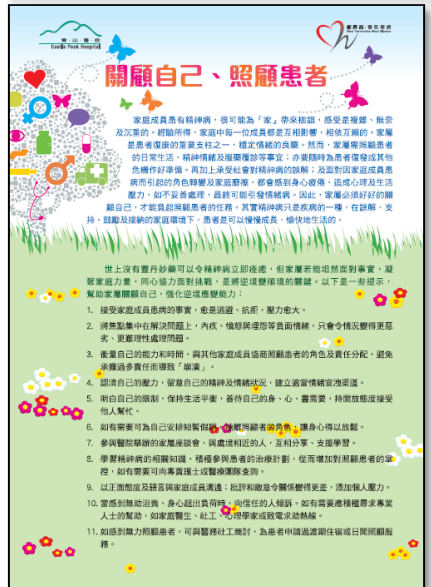 青·山·醫·院
Castle Peak Hospital
新界西·醫院聯網
New Territories West Cluster
關顧自己、照顧患者
家庭成員患有精神病，很可能為「家」帶來枷鎖，感受是複雜、無奈
及沉重的。經驗所得，家庭中每一位成員都是互相影響，相依互賴的。家屬
是患者復康的重要支柱之一，穩定情緒的良藥。然而，家屬需照顧患者
的日常生活、精神情緒及服藥覆診等事宜；亦要隨時為患者復發或其他
危機作好準備。再加上承受社會對精神病的誤解；及面對因家庭成員患
病而引起的角色轉變及家庭磨擦，都會感到身心疲倦、造成心理及生活
壓力，如不妥善處理，最終可能引發情緒病。因此，家屬必須好好的關
顧自己，才能負起照顧患者的任務。其實精神病只是疾病的一種，在諒解、支
持、鼓勵及接納的家庭環境下，患者是可以慢慢成長，愉快地生活的。
世上沒有靈丹妙藥可以令精神病立即痊癒，但家屬若能坦然面對事實，凝
聚家庭力量，同心協力面對挑戰，是將逆境變順境的關鍵。以下是一些提示，
幫助家屬關顧自己，強化逆境應變能力：
1. 接受家庭成員患病的事實，愈是逃避、抗拒，壓力愈大。
2. 將焦點集中在解決問題上，內疚、憤怒與埋怨等負面情緒，只會令情況變得更惡
劣、更難理性處理問題。
3. 衡量自己的能力和時間，與其他家庭成員協商照顧患者的角色及責任分配，避免
承擔過多責任而導致「崩潰」。
4. 認清自己的壓力，留意自己的精神及情緒狀況，建立適當情緒宣洩渠道。
5. 明白自己的限制，保持生活平衡，善待自己的身、心、靈需要，持開放態度接受
他人幫忙。
6. 如有需要可為自己安排短暫假期，抽離照顧者的角色，讓身心得以放鬆。
7. 參與醫院舉辦的家屬座談會，與處境相近的人，互相分享、支援學習。
8. 學習精神病的相關知識，積極參與患者的治療計劃，從而增加對照顧患者的掌
控，如有需要可向專責護士或醫療團隊查詢。
9. 以正面態度及語言與家庭成員溝通；批評和敵意令關係變得更差，添加個人壓力。
10. 當感到無助沮喪、身心超出負荷時，向信任的人傾訴。如有需要應積極尋求專業
人士的幫助，如家庭醫生、社工、心理學家或致電求助熱線。
11. 如感到無力照顧患者，可與醫務社工商討，為患者申請過渡期住宿或日間照顧服
務。